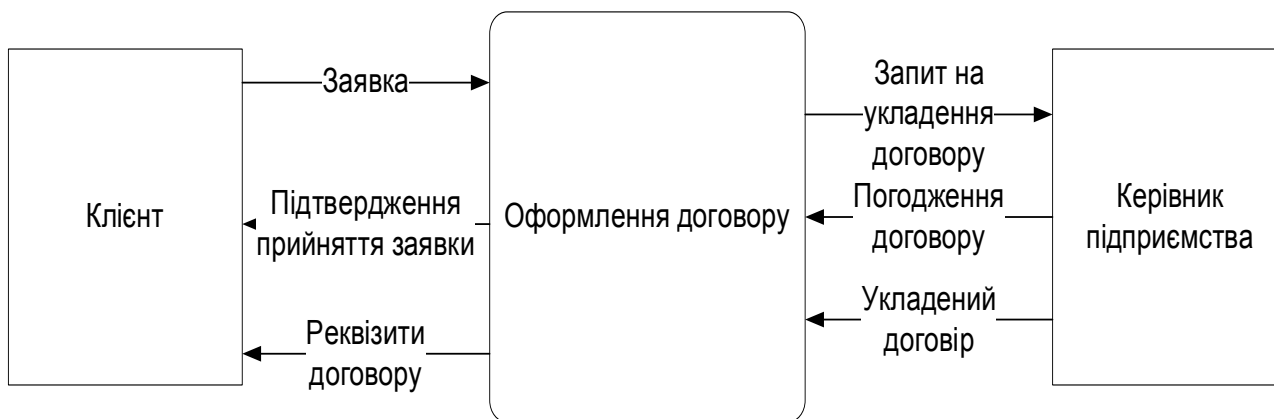 Клієнт
Заявка
Підтвердження
прийняття заявки
Реквізити
договору
Оформлення договору
Запит на
укладення
договору
Погодження
договору
Укладений
договір
Керівник
підприємства